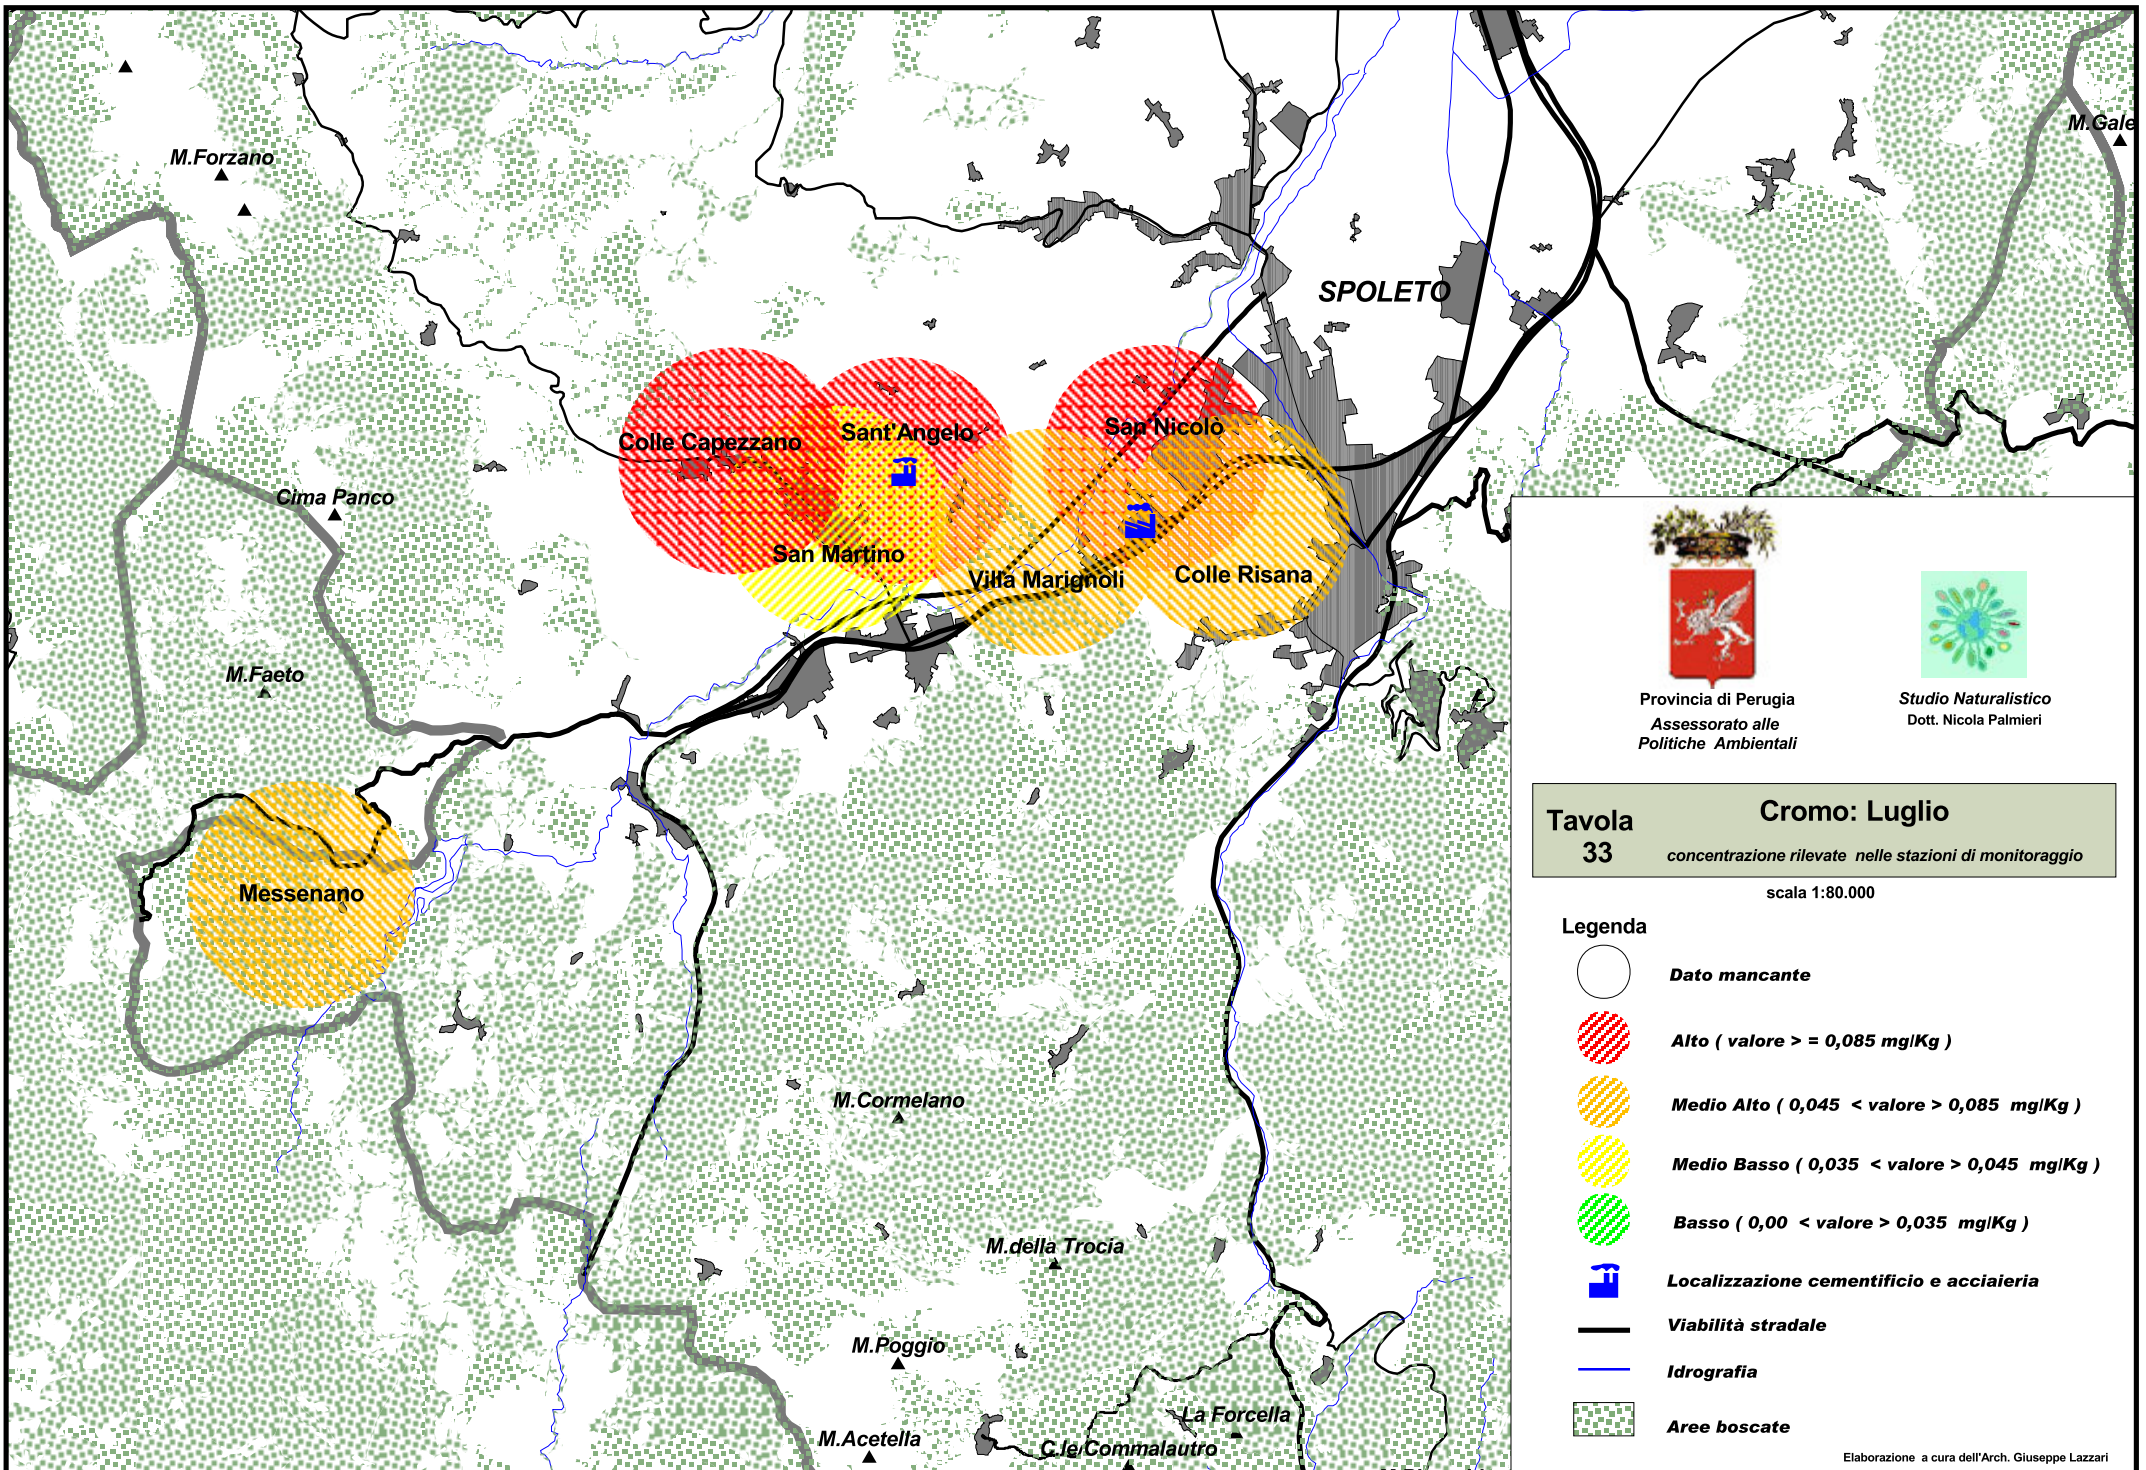 M.Forzano
M.Gale
SPOLETO
Colle Capezzano
Sant'Angelo
San Nicolò
Cima Panco
San Martino
Villa Marignoli
Colle Risana
M.Faeto
Messenano
M.Cormelano
M.della Trocia
M.Poggio
La Forcella
M.Acetella
C.le Commalautro
Provincia di Perugia
Assessorato alle
Politiche Ambientali
Studio Naturalistico
Dott. Nicola Palmieri
Tavola
33
Cromo: Luglio
concentrazione rilevate nelle stazioni di monitoraggio
scala 1:80.000
Legenda
Dato mancante
Alto ( valore > = 0,085 mg/Kg )
Medio Alto ( 0,045 < valore > 0,085 mg/Kg )
Medio Basso ( 0,035 < valore > 0,045 mg/Kg )
Basso ( 0,00 < valore > 0,035 mg/Kg )
Localizzazione cementificio e acciaieria
Viabilità stradale
Idrografia
Aree boscate
Elaborazione a cura dell'Arch. Giuseppe Lazzari